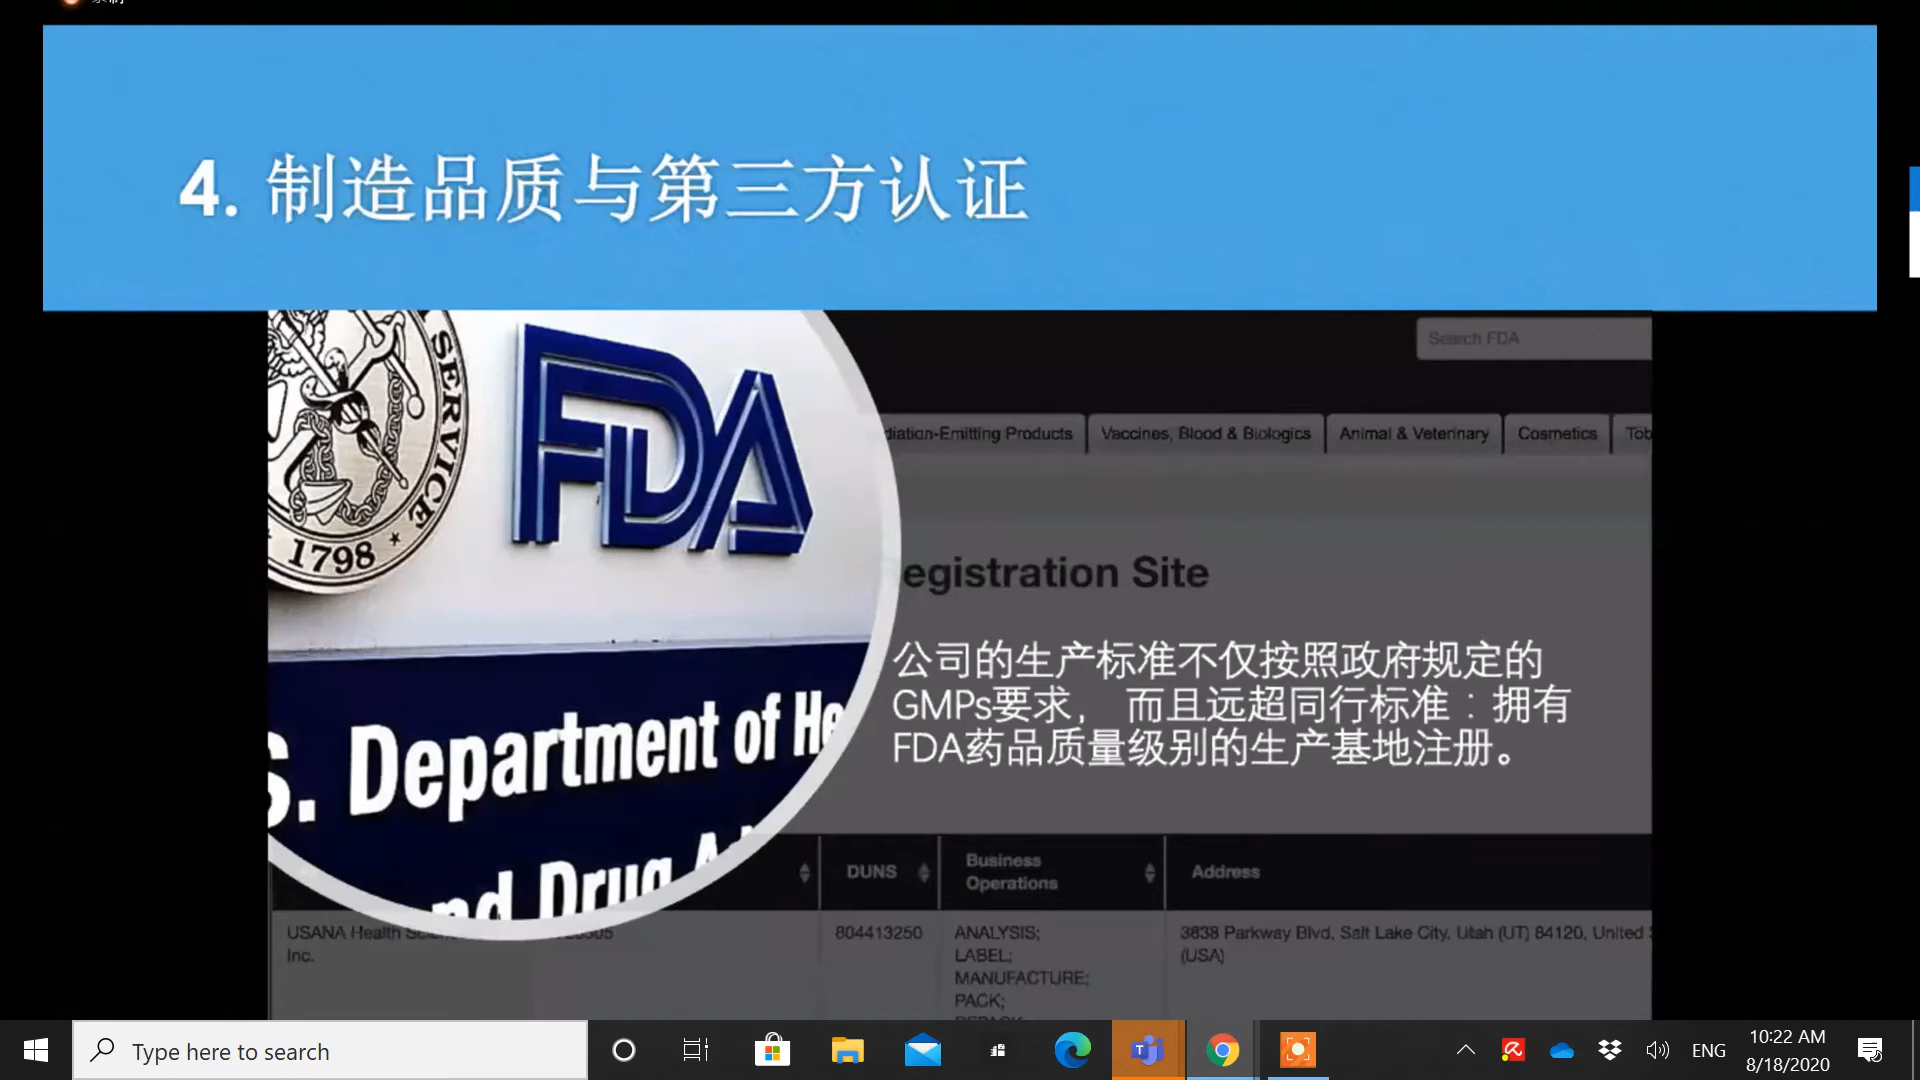 4. 制造品质与第三方认证
Search FDA
diation-Emitting Products
Vaccines, Blood & Biologics
Animal & Veterinary
Cosmetics
Tob
SERVICE
1798
FDA
egistration Site
公司的生产标准不仅按照政府规定的
GMPs要求， 而且远超同行标准：拥有
FDA药品质量级别的生产基地注册。
S. Department of He
nd Drug A
DUNS
Business
Operations
Address
USANA Health
Inc.
804413250
ANALYSIS;
LABEL;
MANUFACTURE;
PACK;
3838 Parkway Blvd, Salt Lake City, Utah (UT) 84120, United
(USA)
Type here to search
ENG
10:22 AM
8/18/2020